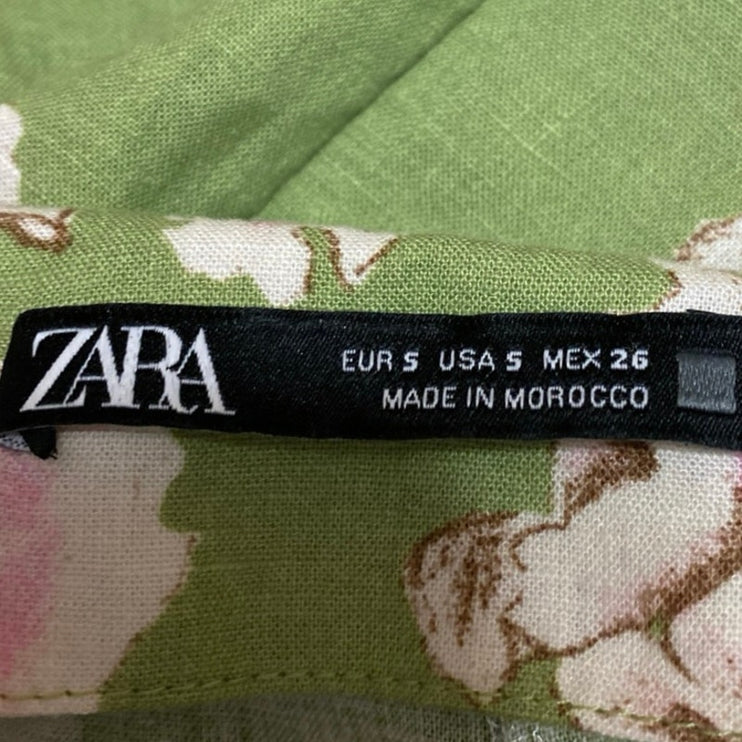 ZARA
EUR S USA S MEX 26
MADE IN MOROCCO